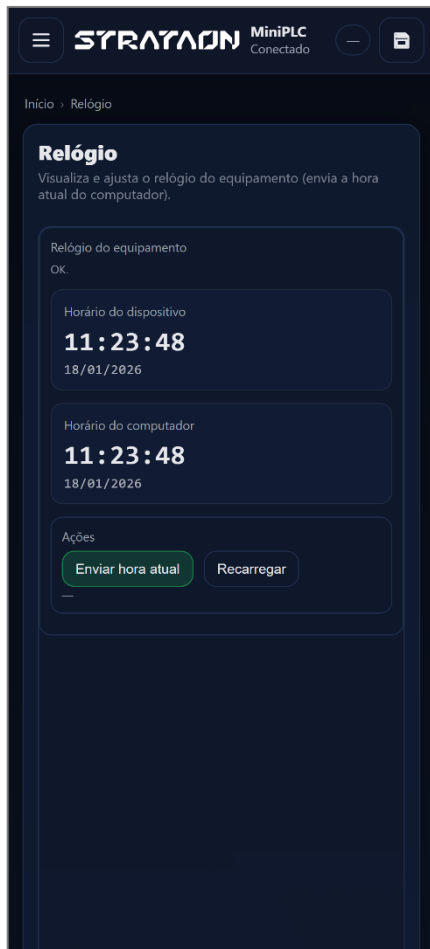 STRATAON
MiniPLC
Conectado
—
Início › Relógio
Relógio
Visualiza e ajusta o relógio do equipamento (envia a hora
atual do computador).
Relógio do equipamento
OK.
Horário do dispositivo
11:23:48
18/01/2026
Horário do computador
11:23:48
18/01/2026
Ações
Enviar hora atual
Recarregar
—